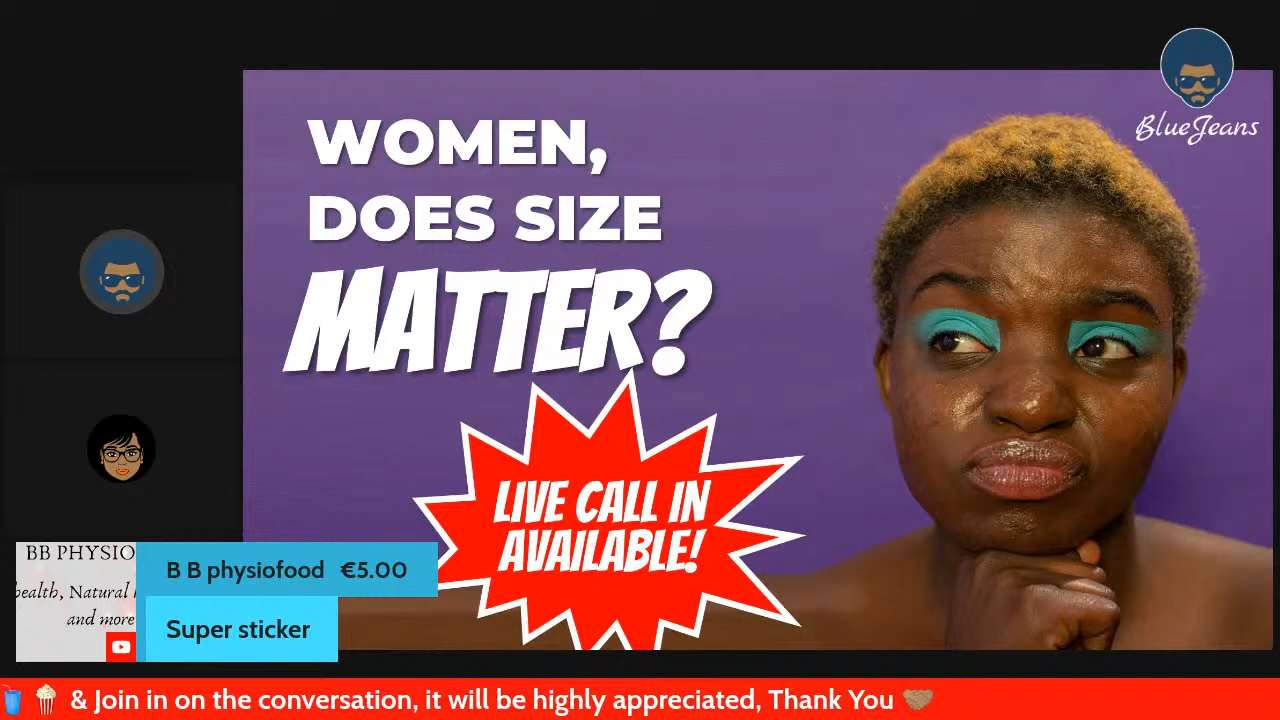 BlueJeans
WOMEN,
DOES SIZE
MATTER?
LIVE CALL IN
AVAILABLE!
BB PHYSIO
health, Natural
and more
B B physiofood €5.00
Super sticker
& Join in on the conversation, it will be highly appreciated, Thank You